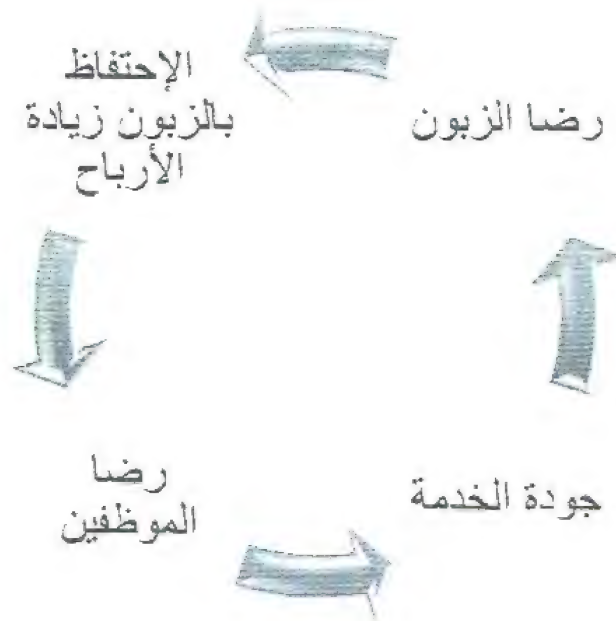 رضا الزبون
الإحتفاظ
بالزبون زيادة
الأرباح
رضا
الموظفين
جودة الخدمة